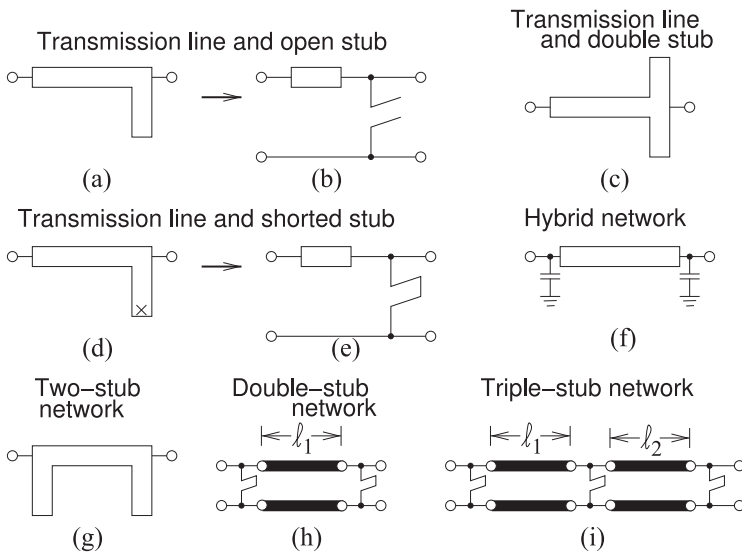 Transmission line and open stub
Transmission line
and double stub
(a)
(b)
(c)
Transmission line and shorted stub
Hybrid network
(d)
(e)
(f)
Two−stub
network
Double−stub
network
Triple−stub network
ℓ1
ℓ1
ℓ2
(g)
(h)
(i)